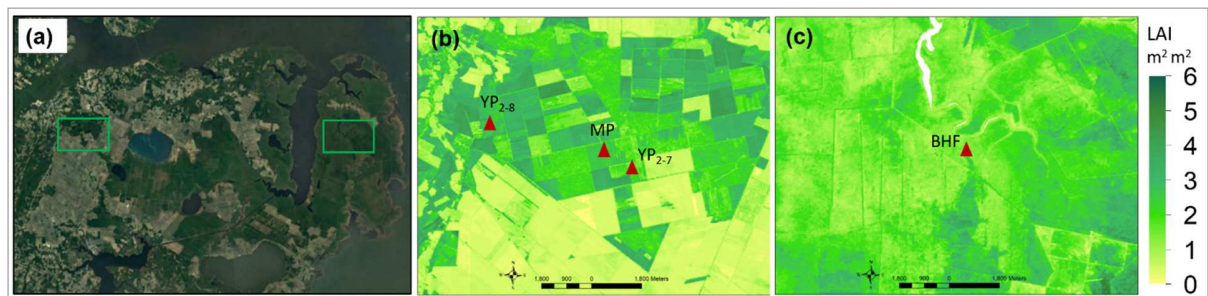 (a)
(b)
YP2-8
MP
YP2-7
1,800 900 0 1,800 Meters
(c)
BHF
1,800 900 0 1,800 Meters
LAI
m² m²
6
5
4
3
2
1
0